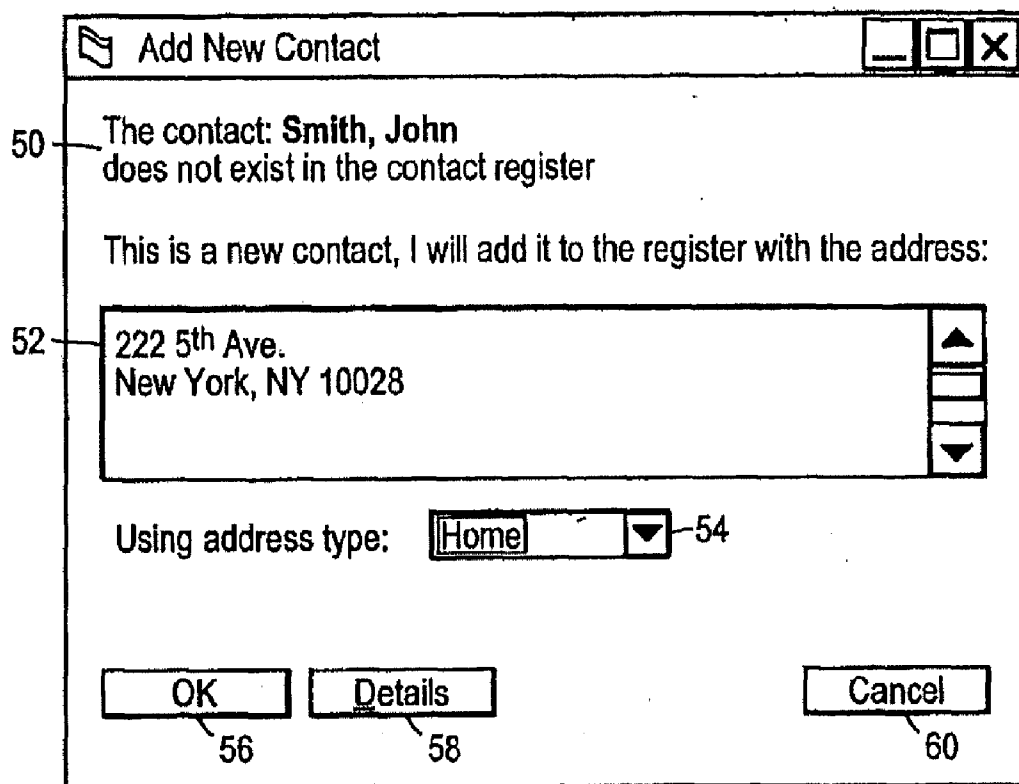 Add New Contact
50
The contact: Smith, John
does not exist in the contact register
This is a new contact, I will add it to the register with the address:
52
222 5th Ave.
New York, NY 10028
Using address type: Home 54
OK Details Cancel
56 58 60